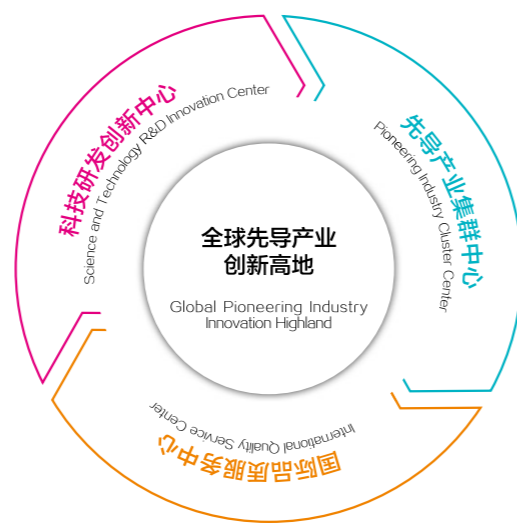 科技研发创新中心
Science and Technology R&D Innovation Center
先导产业集群中心
Pioneering Industry Cluster Center
全球先导产业
创新高地
Global Pioneering Industry
Innovation Highland
国际品质服务中心
International Quality Service Center